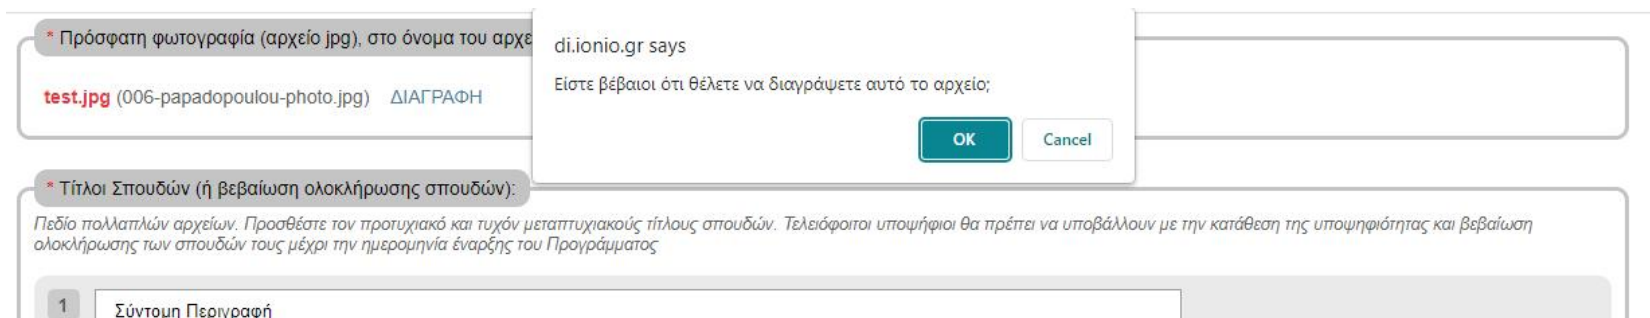 * Πρόσφατη φωτογραφία (αρχείο jpg), στο όνομα του αρχε
di.ionio.gr says
Είστε βέβαιοι ότι θέλετε να διαγράψετε αυτό το αρχείο;
test.jpg (006-papadopoulou-photo.jpg) ΔΙΑΓΡΑΦΗ
OK Cancel
* Τίτλοι Σπουδών (ή βεβαίωση ολοκλήρωσης σπουδών):
Πεδίο πολλαπλών αρχείων. Προσθέστε τον προτυχιακό και τυχόν μεταπτυχιακούς τίτλους σπουδών. Τελειόφοιτοι υποψήφιοι θα πρέπει να υποβάλλουν με την κατάθεση της υποψηφιότητας και βεβαίωση
ολοκλήρωσης των σπουδών τους μέχρι την ημερομηνία έναρξης του Προγράμματος
1 Σύντομη Περιγραφή